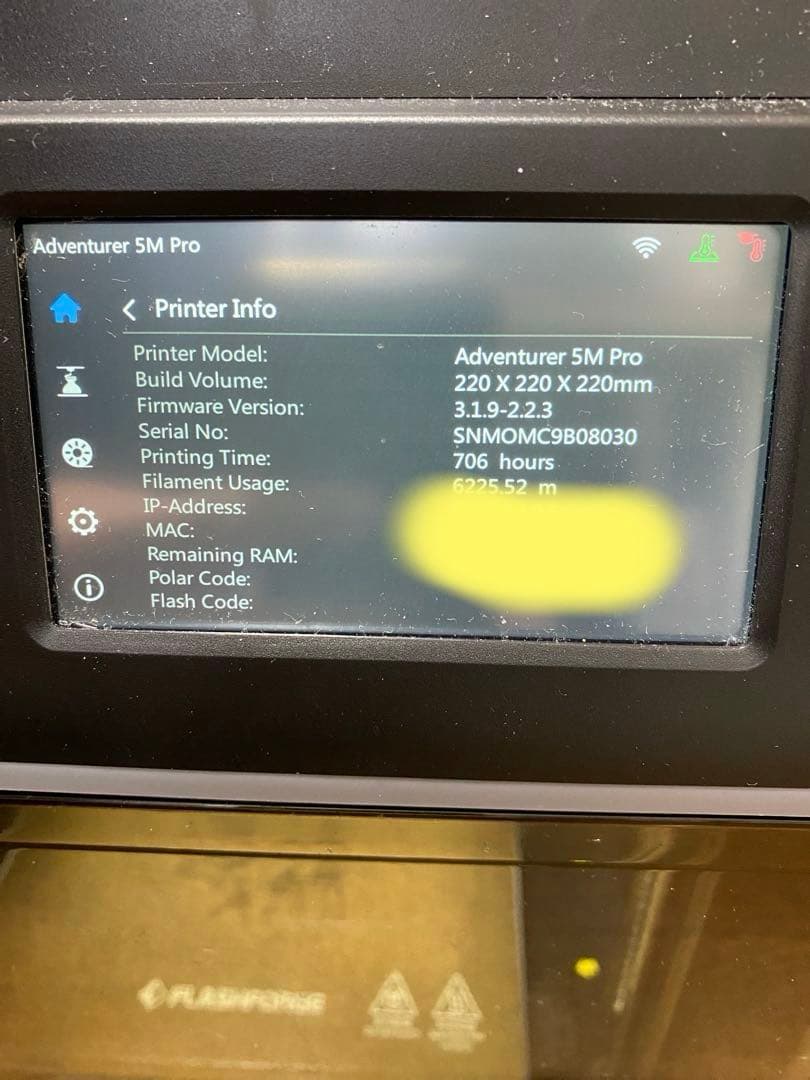 Adventurer 5M Pro
Printer Info
Printer Model: Adventurer 5M Pro
Build Volume: 220 X 220 X 220mm
Firmware Version: 3.1.9-2.2.3
Serial No: SNMOMC9B08030
Printing Time: 706 hours
Filament Usage: 6225.52 m
IP-Address:
MAC:
Remaining RAM:
Polar Code:
Flash Code:
FLASHFORGE